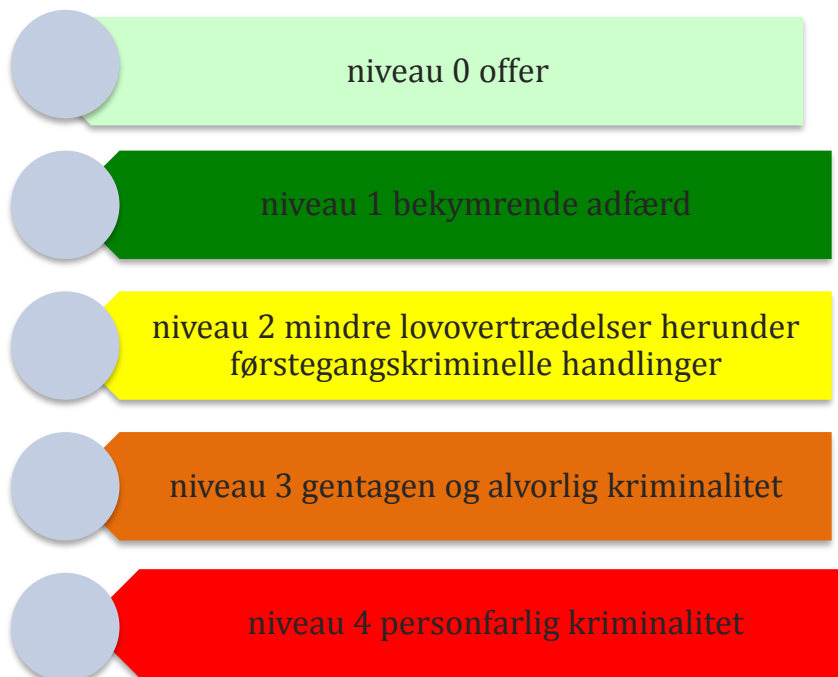 niveau 0 offer
niveau 1 bekymrende adfærd
niveau 2 mindre lovovertrædelser herunder
førstegangskriminelle handlinger
niveau 3 gentagen og alvorlig kriminalitet
niveau 4 personfarlig kriminalitet